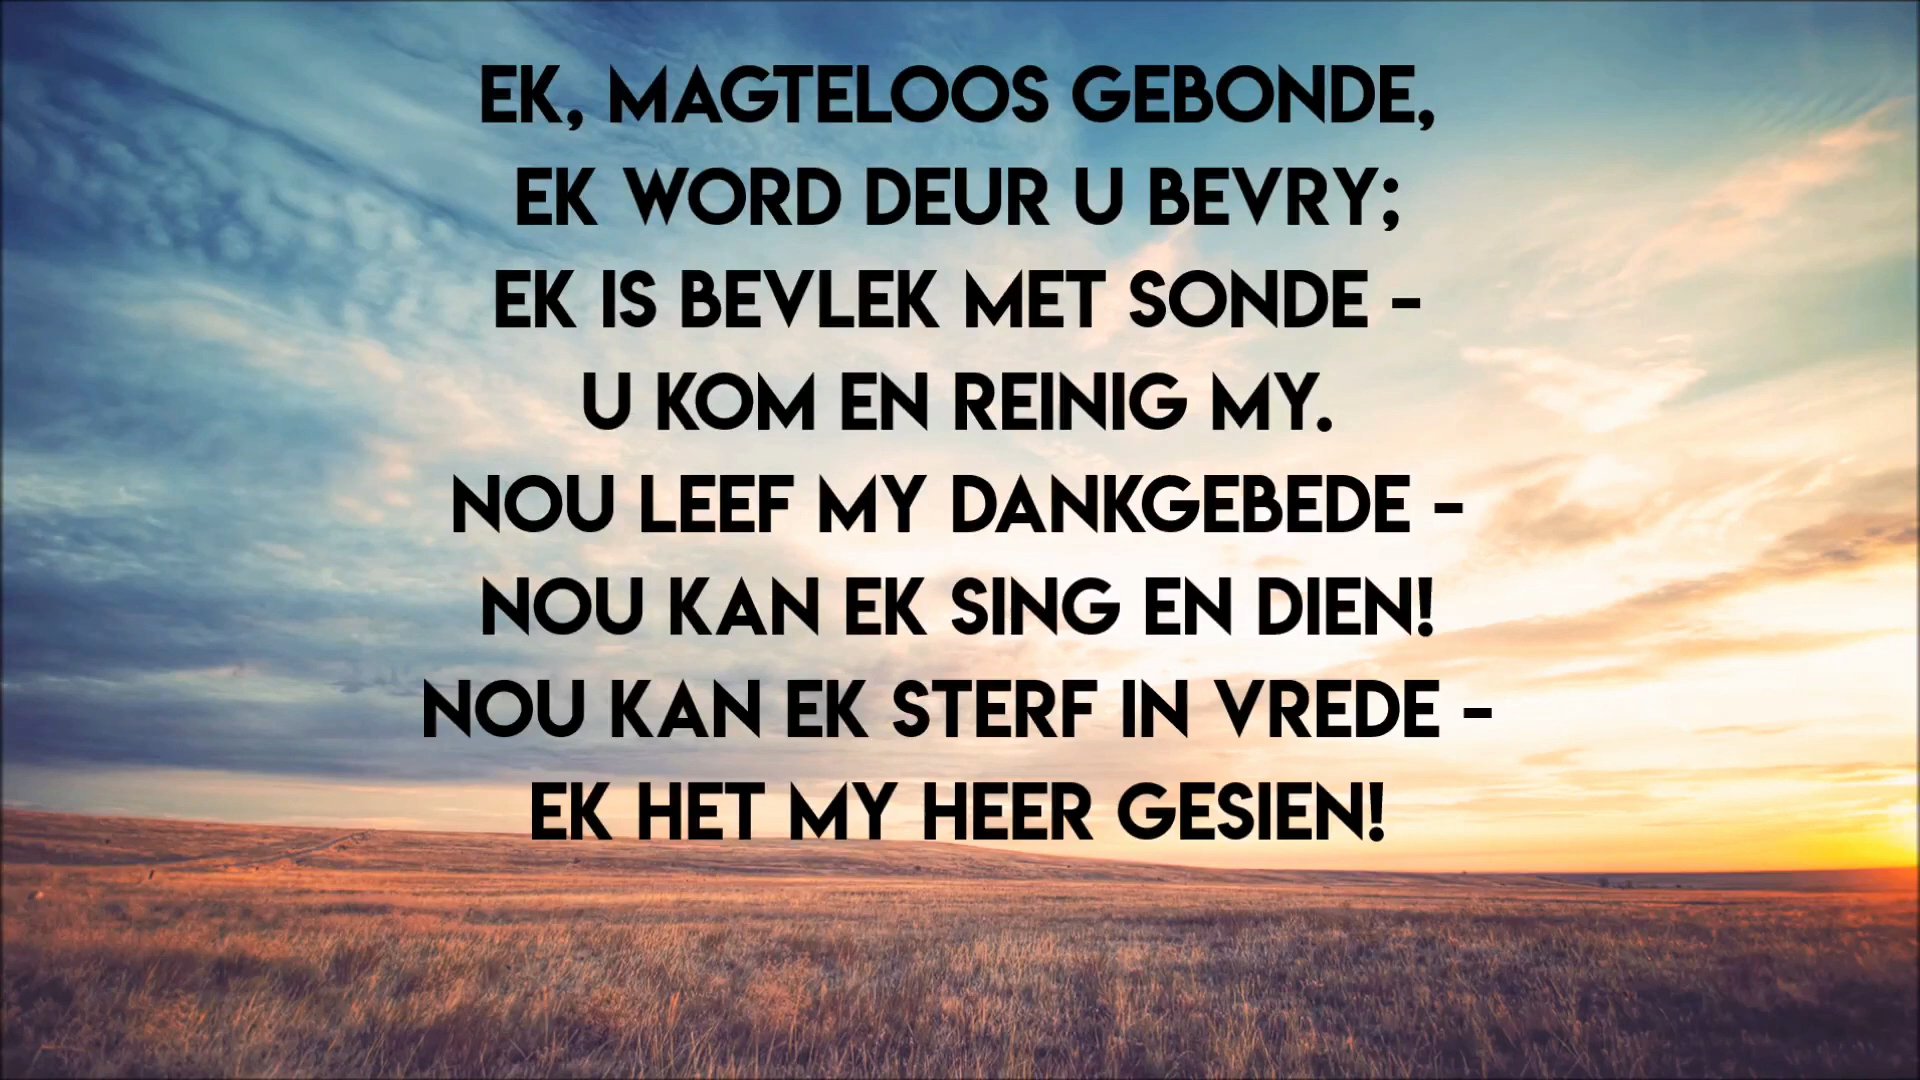 EK, MAGTELOOS GEBONDE,
EK WORD DEUR U BEVRY;
EK IS BEVLEK MET SONDE -
U KOM EN REINIG MY.
NOU LEEF MY DANKGEBEDE -
NOU KAN EK SING EN DIEN!
NOU KAN EK STERF IN VREDE -
EK HET MY HEER GESIEN!